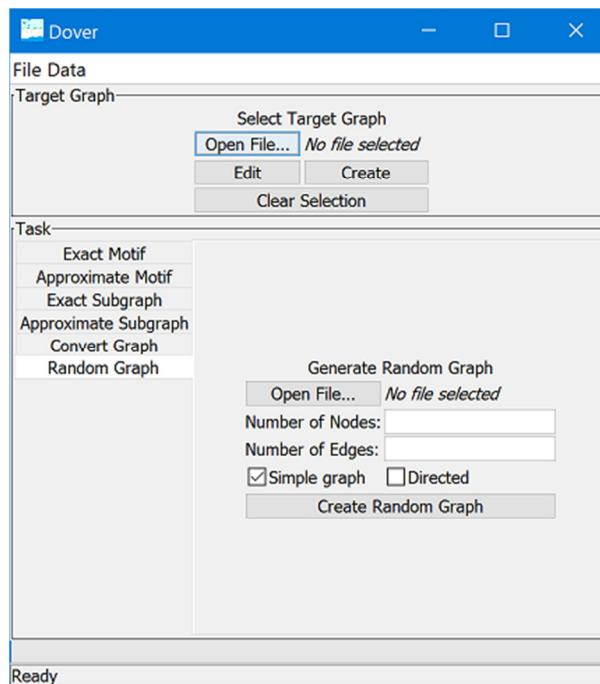 Dover
File Data
Target Graph
Select Target Graph
Open File... No file selected
Edit Create
Clear Selection
Task
Exact Motif
Approximate Motif
Exact Subgraph
Approximate Subgraph
Convert Graph
Random Graph
Generate Random Graph
Open File... No file selected
Number of Nodes:
Number of Edges:
Simple graph Directed
Create Random Graph
Ready